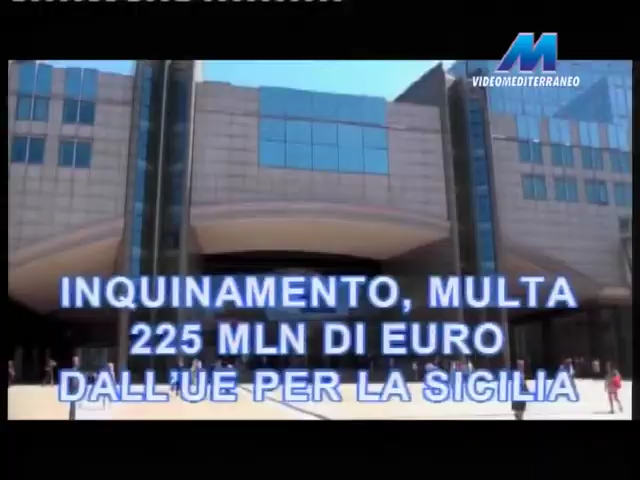 M
VIDEOMEDITERRANEO
INQUINAMENTO, MULTA
225 MLN DI EURO
DALL'UE PER LA SICILIA